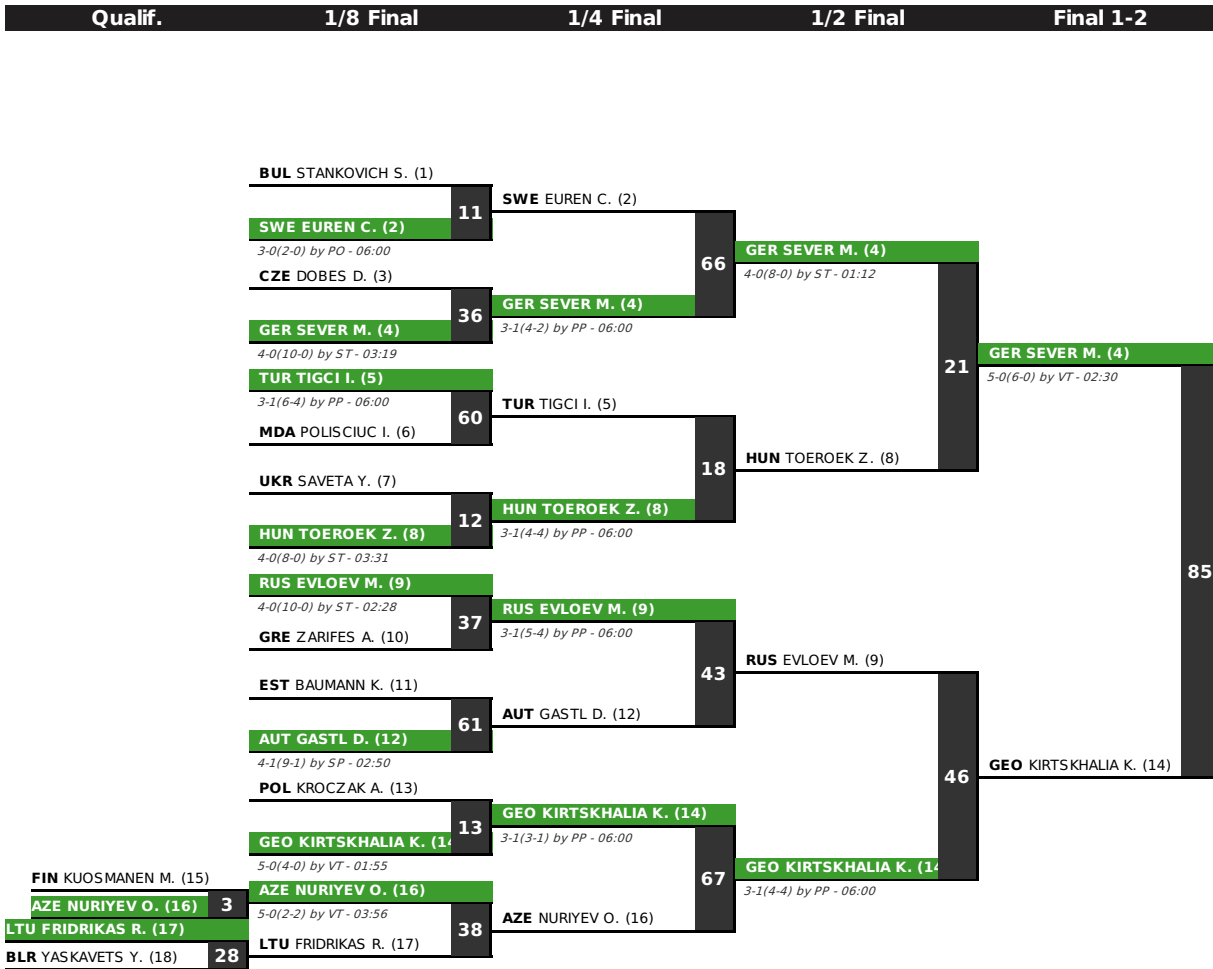 Qualif. 1/8 Final 1/4 Final 1/2 Final Final 1-2
BUL STANKOVICH S. (1)
11
SWE EUREN C. (2)
3-0(2-0) by PO - 06:00
CZE DOBES D. (3)
36
GER SEVER M. (4)
4-0(10-0) by ST - 03:19
TUR TIGCI I. (5)
3-1(6-4) by PP - 06:00
60
MDA POLISCIUC I. (6)
UKR SAVETA Y. (7)
12
HUN TOEROEK Z. (8)
4-0(8-0) by ST - 03:31
RUS EVLOEV M. (9)
4-0(10-0) by ST - 02:28
37
GRE ZARIFES A. (10)
EST BAUMANN K. (11)
61
AUT GASTL D. (12)
4-1(9-1) by SP - 02:50
POL KROCZAK A. (13)
13
GEO KIRTSKHALIA K. (14
5-0(4-0) by VT - 01:55
FIN KUOSMANEN M. (15)
AZE NURIYEV O. (16)
3
LTU FRIDRIKAS R. (17)
BLR YASKAVETS Y. (18)
28
AZE NURIYEV O. (16)
5-0(2-2) by VT - 03:56
38
LTU FRIDRIKAS R. (17)
SWE EUREN C. (2)
66
GER SEVER M. (4)
3-1(4-2) by PP - 06:00
TUR TIGCI I. (5)
18
HUN TOEROEK Z. (8)
3-1(4-4) by PP - 06:00
RUS EVLOEV M. (9)
3-1(5-4) by PP - 06:00
43
AUT GASTL D. (12)
GEO KIRTSKHALIA K. (14)
3-1(3-1) by PP - 06:00
67
AZE NURIYEV O. (16)
GER SEVER M. (4)
4-0(8-0) by ST - 01:12
21
HUN TOEROEK Z. (8)
RUS EVLOEV M. (9)
46
GEO KIRTSKHALIA K. (14
3-1(4-4) by PP - 06:00
GER SEVER M. (4)
5-0(6-0) by VT - 02:30
85
GEO KIRTSKHALIA K. (14)